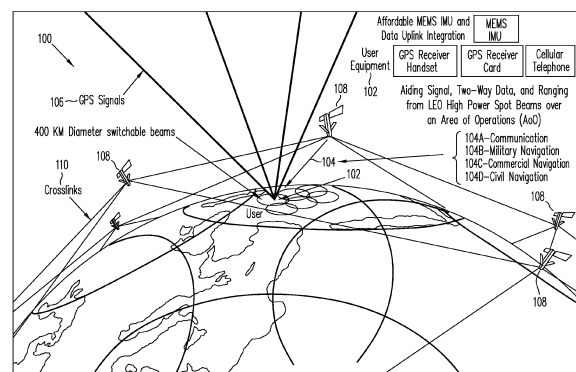 Affordable MEMS IMU and
Data Uplink Integration
MEMS
IMU
100
User
Equipment
102
GPS Receiver
Handset
GPS Receiver
Card
Cellular
Telephone
106
GPS Signals
108
Aiding Signal, Two-Way Data, and Ranging
from LEO High Power Spot Beams over
an Area of Operations (AoO)
400 KM Diameter switchable beams
104A-Communication
104B-Military Navigation
104C-Commercial Navigation
104D-Civil Navigation
110
Crosslinks
108
104
102
User
108
108